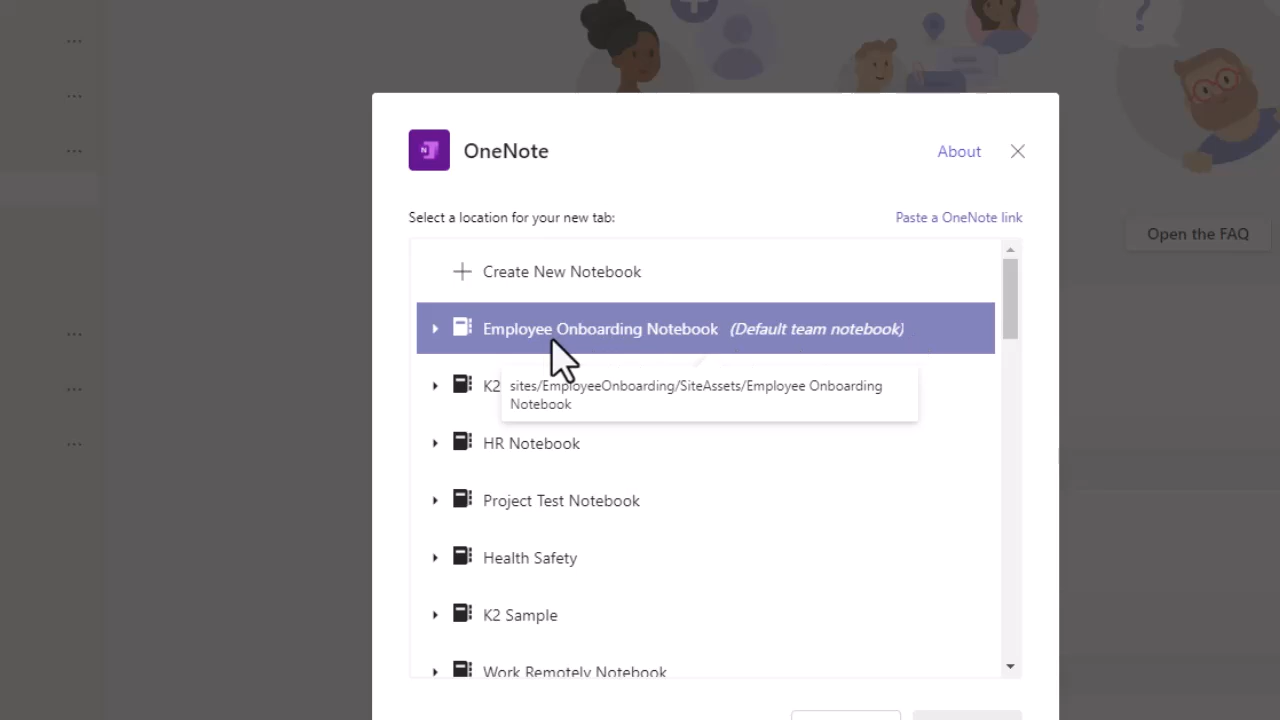 OneNote
About
Select a location for your new tab:
Paste a OneNote link
Open the FAQ
Create New Notebook
Employee Onboarding Notebook (Default team notebook)
K2
sites/EmployeeOnboarding/SiteAssets/Employee Onboarding
Notebook
HR Notebook
Project Test Notebook
Health Safety
K2 Sample
Work Remotely Notebook